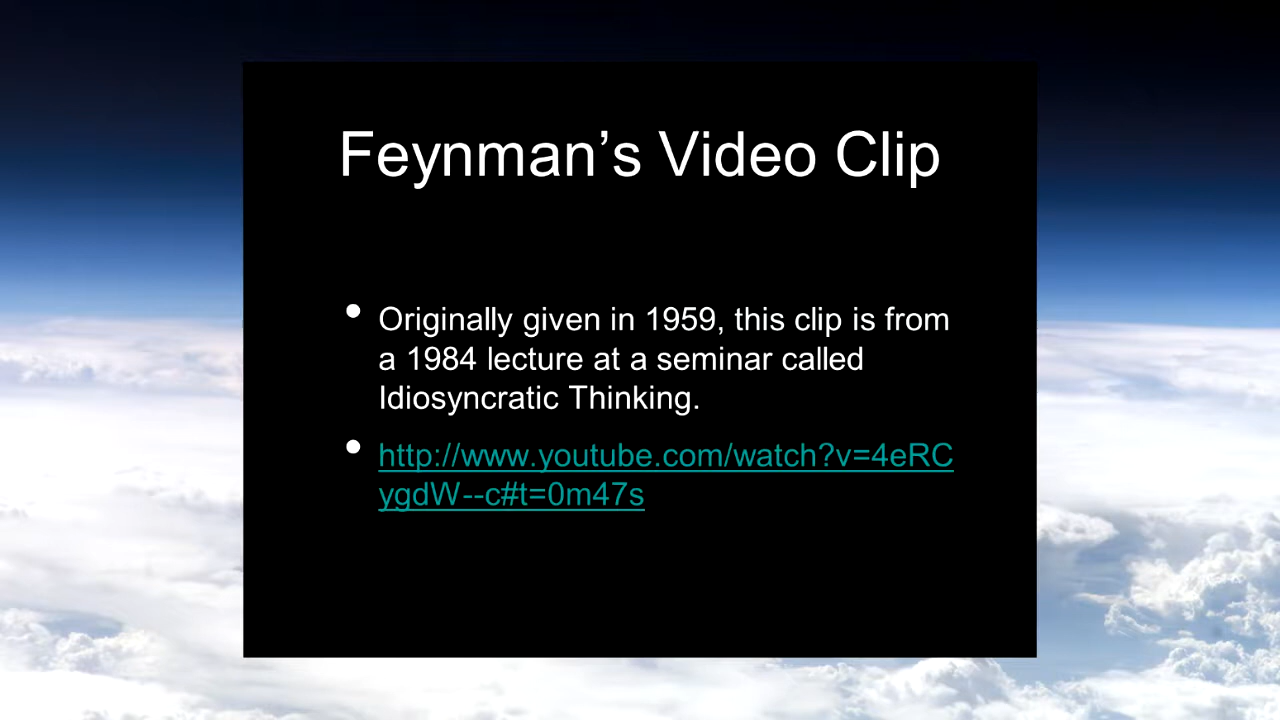 Feynman’s Video Clip
• Originally given in 1959, this clip is from
a 1984 lecture at a seminar called
Idiosyncratic Thinking.
• http://www.youtube.com/watch?v=4eRC
ygdW--c#t=0m47s